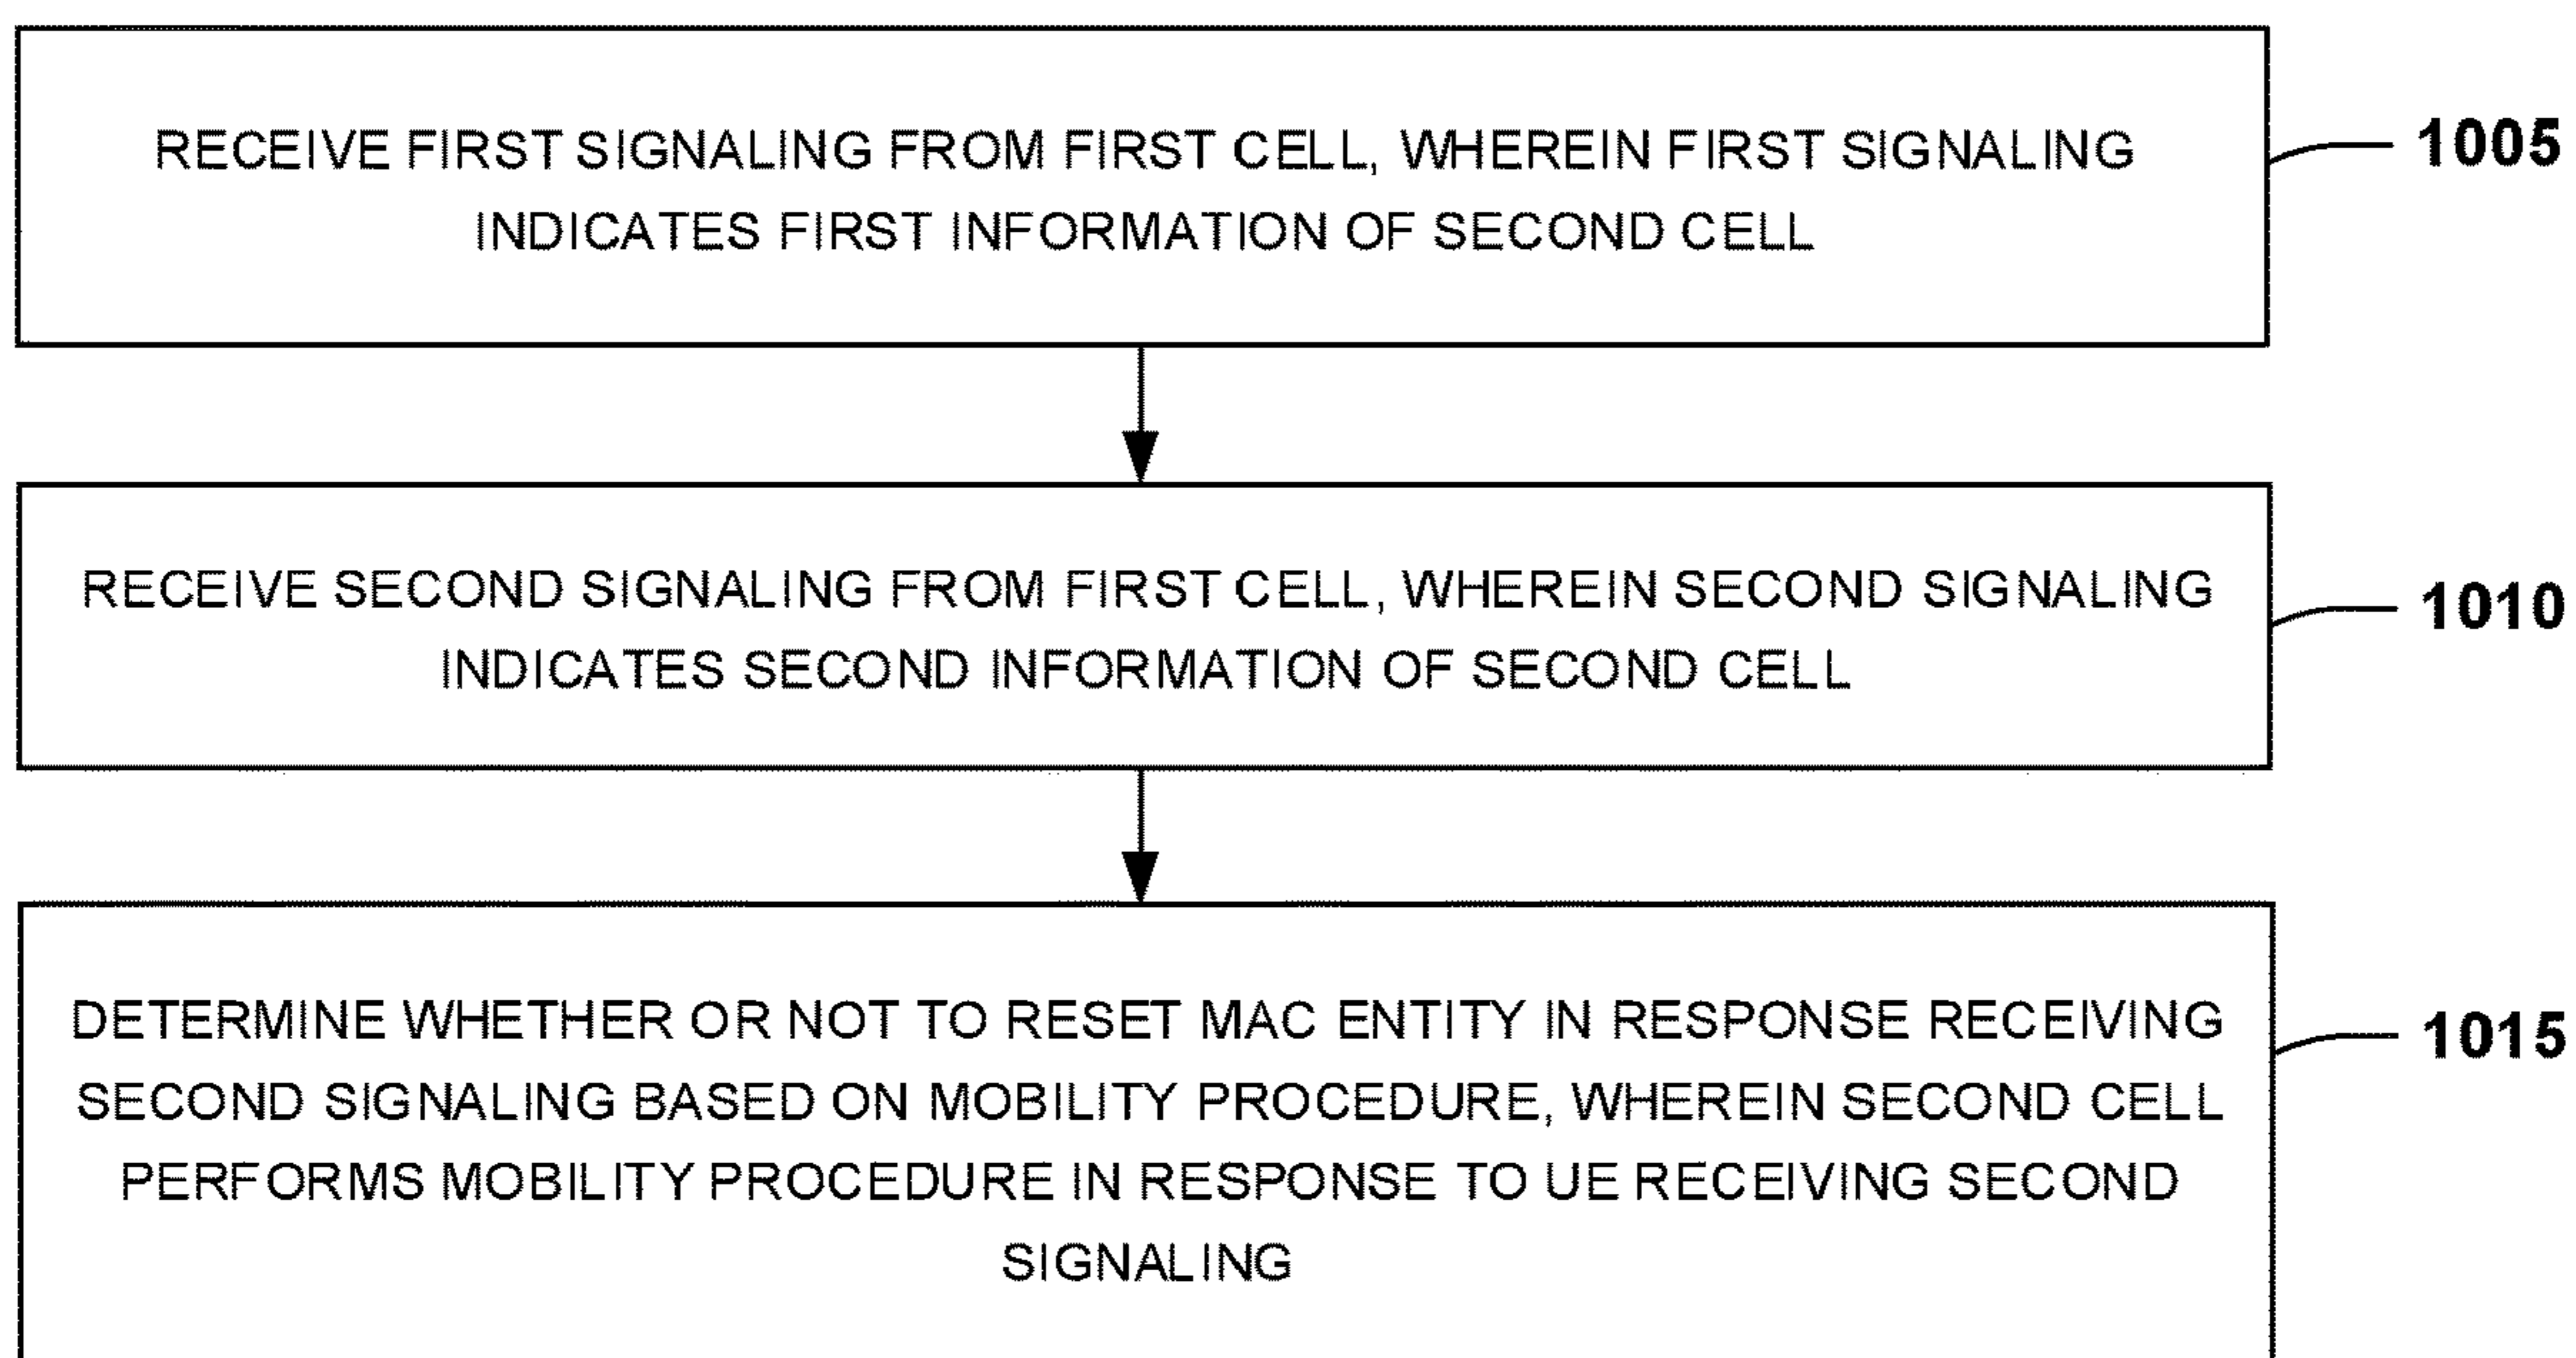 RECEIVE FIRST SIGNALING FROM FIRST CELL, WHEREIN FIRST SIGNALING
INDICATES FIRST INFORMATION OF SECOND CELL
1005
RECEIVE SECOND SIGNALING FROM FIRST CELL, WHEREIN SECOND SIGNALING
INDICATES SECOND INFORMATION OF SECOND CELL
1010
DETERMINE WHETHER OR NOT TO RESET MAC ENTITY IN RESPONSE RECEIVING
SECOND SIGNALING BASED ON MOBILITY PROCEDURE, WHEREIN SECOND CELL
PERFORMS MOBILITY PROCEDURE IN RESPONSE TO UE RECEIVING SECOND
SIGNALING
1015